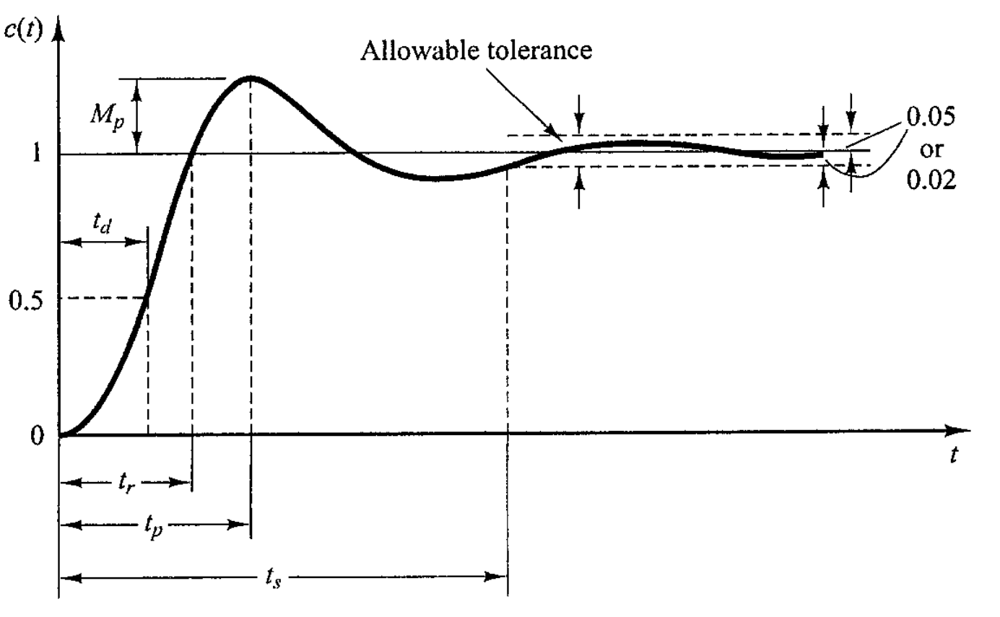 c(t)
Allowable tolerance
M_p
1
0.05
or
0.02
t_d
0.5
0
t
t_r
t_p
t_s